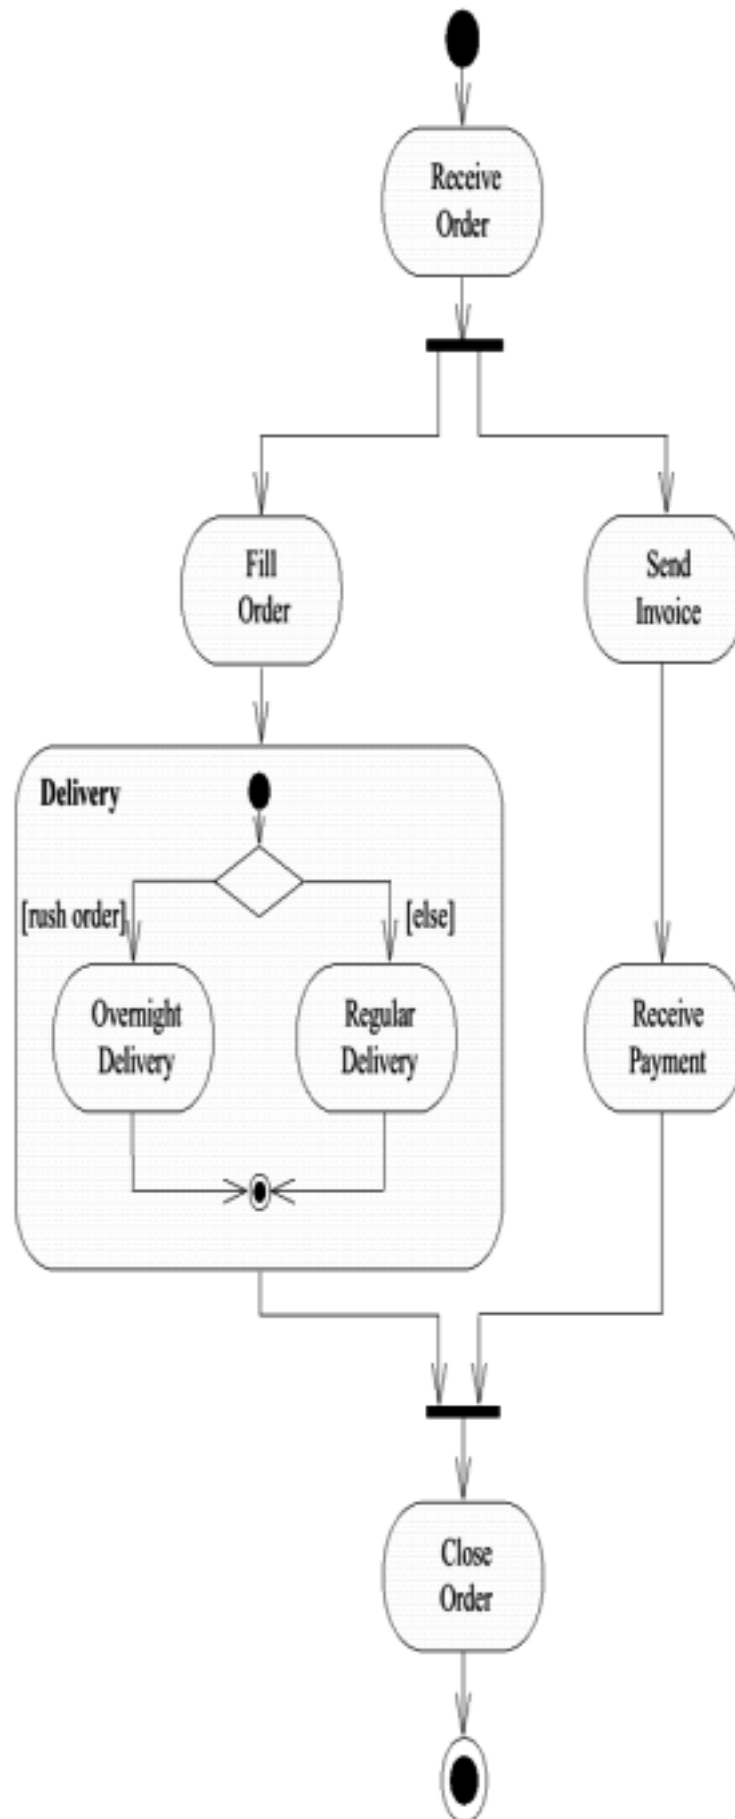 Receive
Order
Fill
Order
Send
Invoice
Delivery
[rush order]
[else]
Overnight
Delivery
Regular
Delivery
Receive
Payment
Close
Order